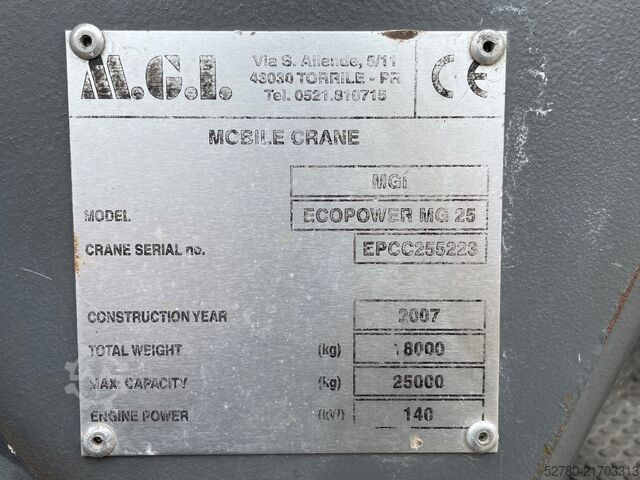 M.G.I.
Via S. Allende, 5/11
43030 TORRILE - PR
Tel. 0521.810715
CE
MOBILE CRANE
MGI
MODEL ECOPOWER MG 25
CRANE SERIAL no. EPCC255223
CONSTRUCTION YEAR 2007
TOTAL WEIGHT (kg) 18000
MAX. CAPACITY (kg) 25000
ENGINE POWER (kW) 140
52780-21703313